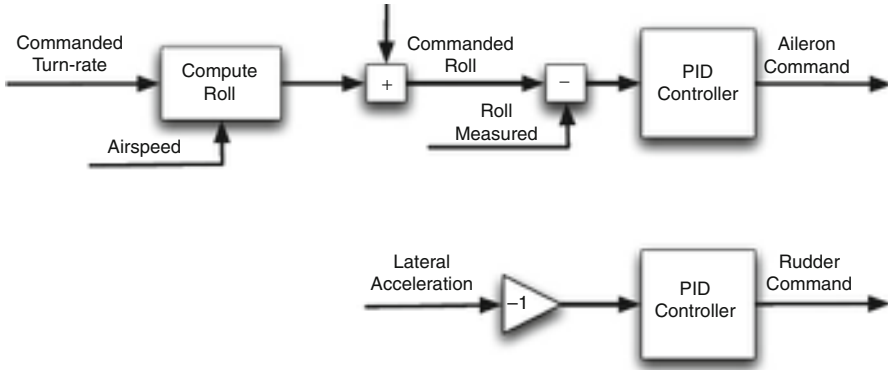 Commanded
Turn-rate
Compute
Roll
Airspeed
+
Commanded
Roll
−
Roll
Measured
PID
Controller
Aileron
Command
Lateral
Acceleration
−1
PID
Controller
Rudder
Command